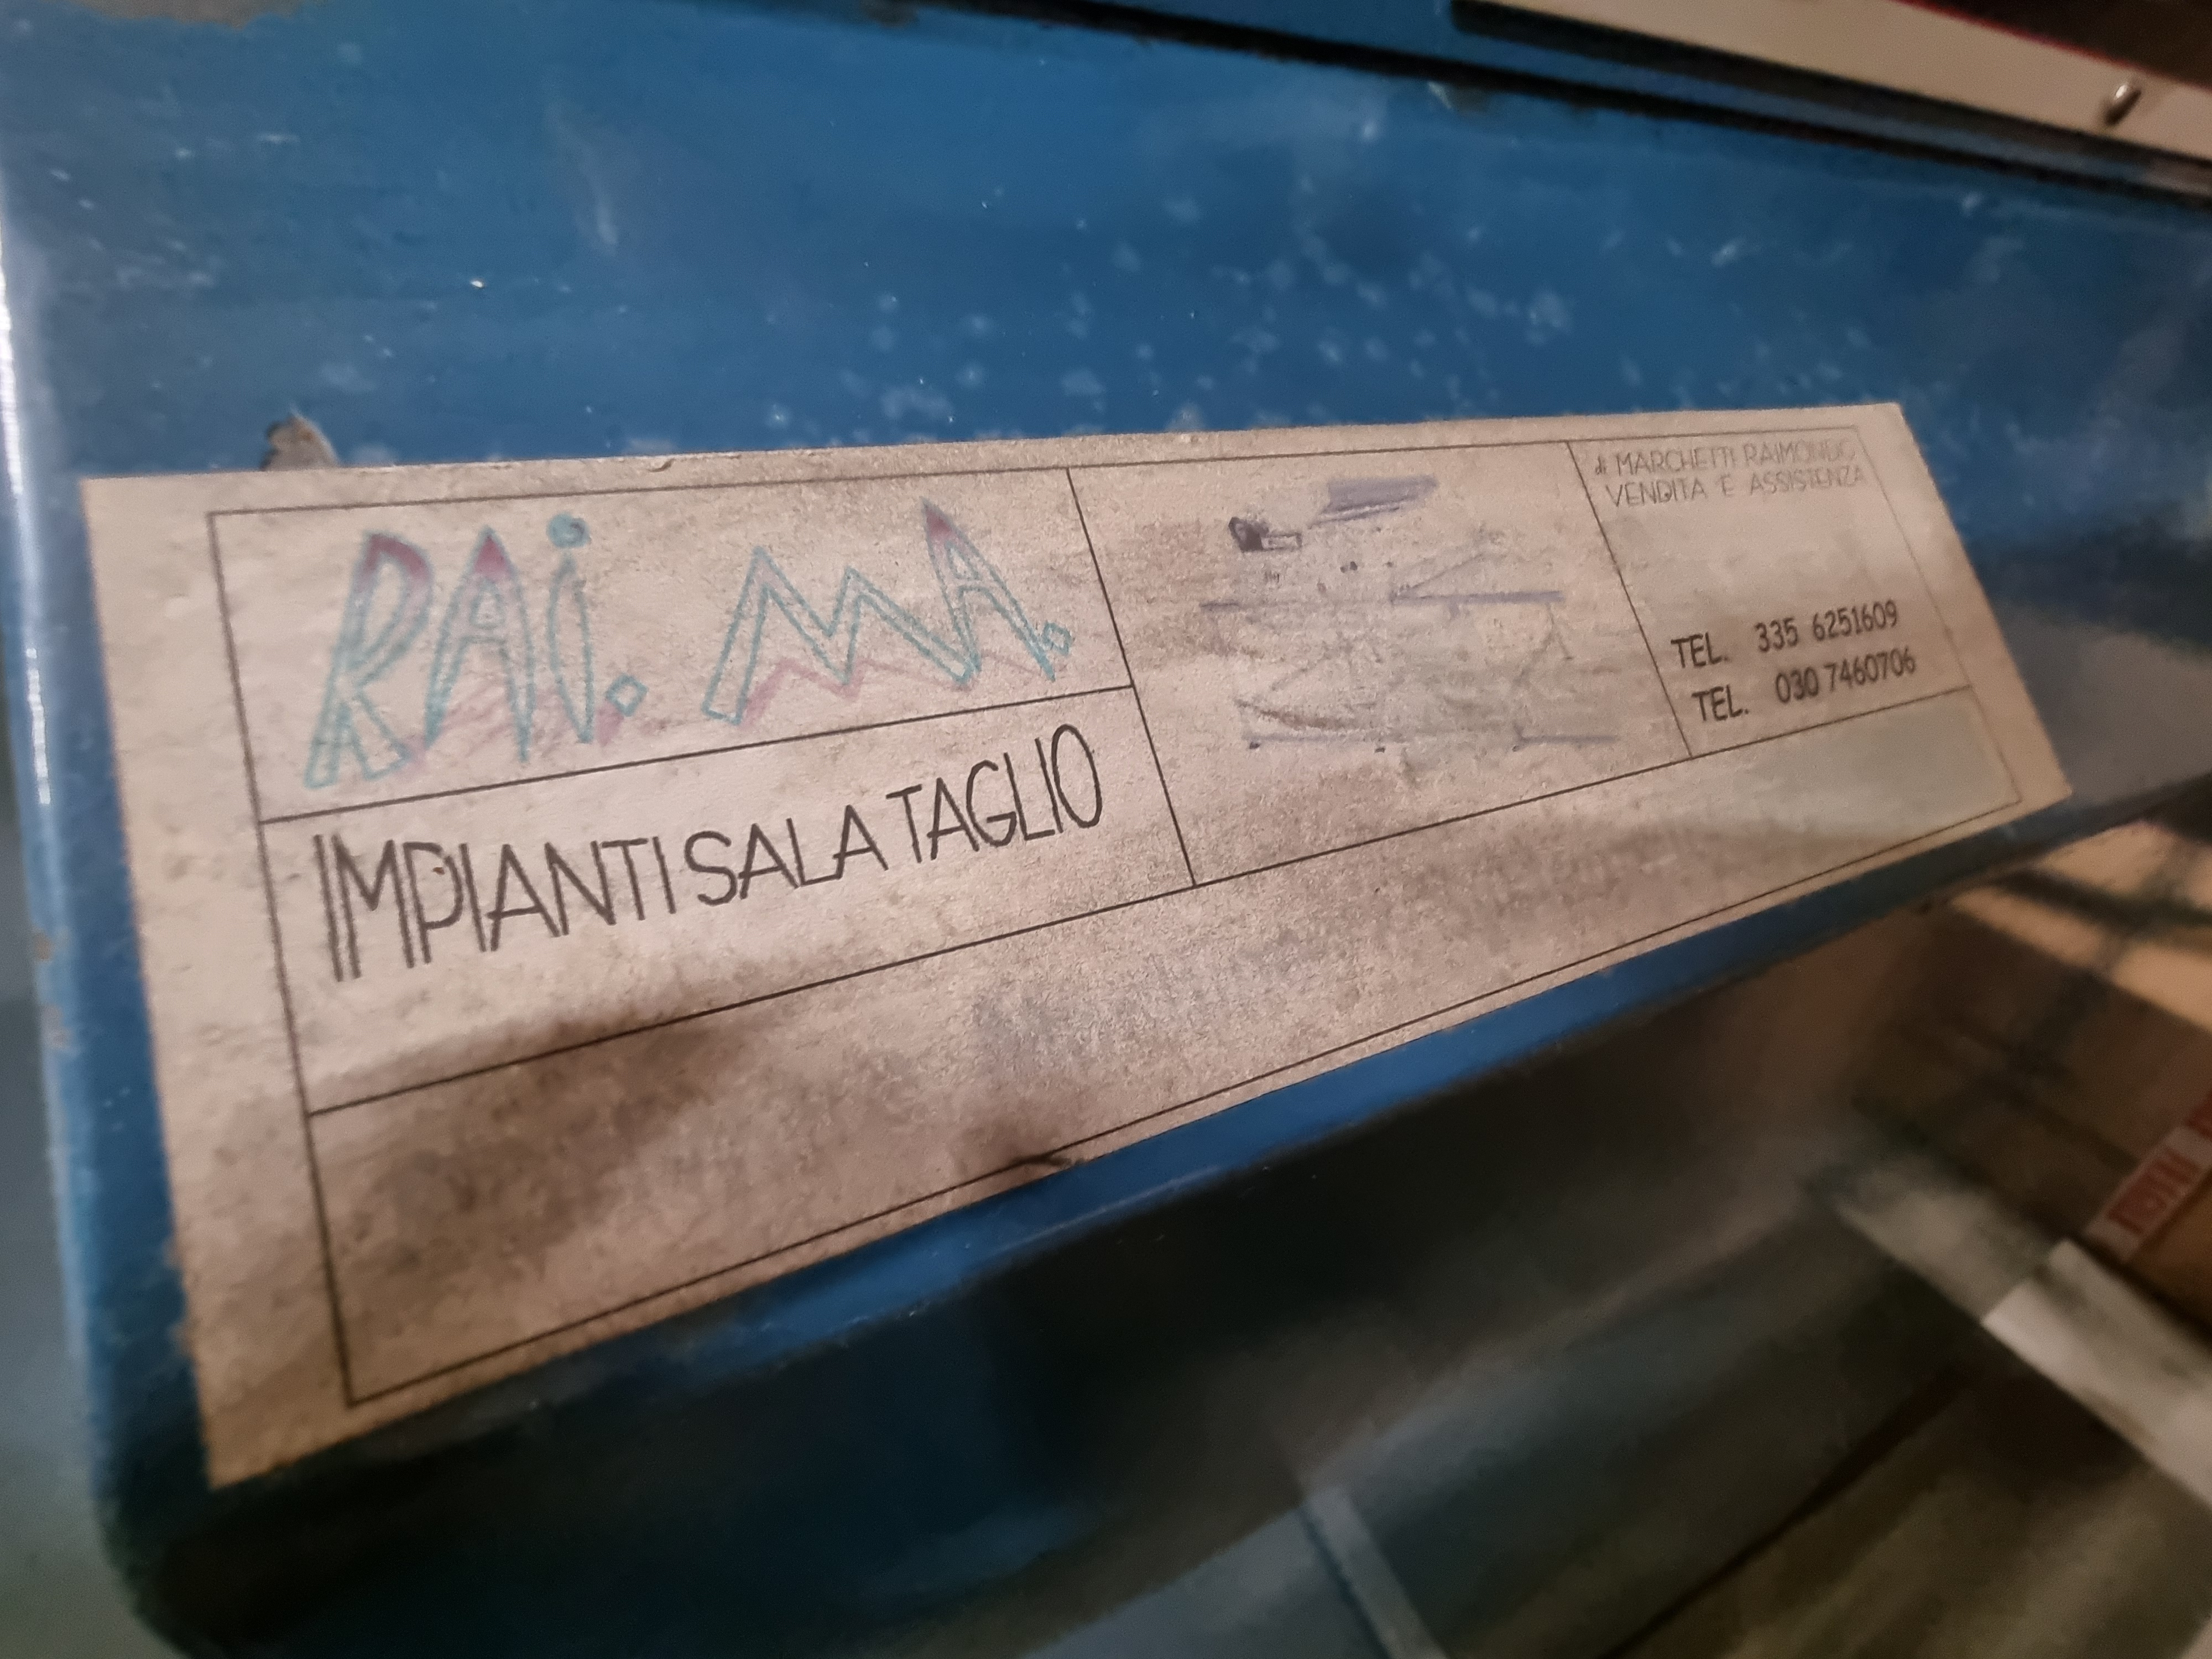 RAi. MA.
IMPIANTI SALA TAGLIO
di MARCHETTI RAIMONDO
VENDITA E ASSISTENZA
TEL. 335 6251609
TEL. 030 7460706